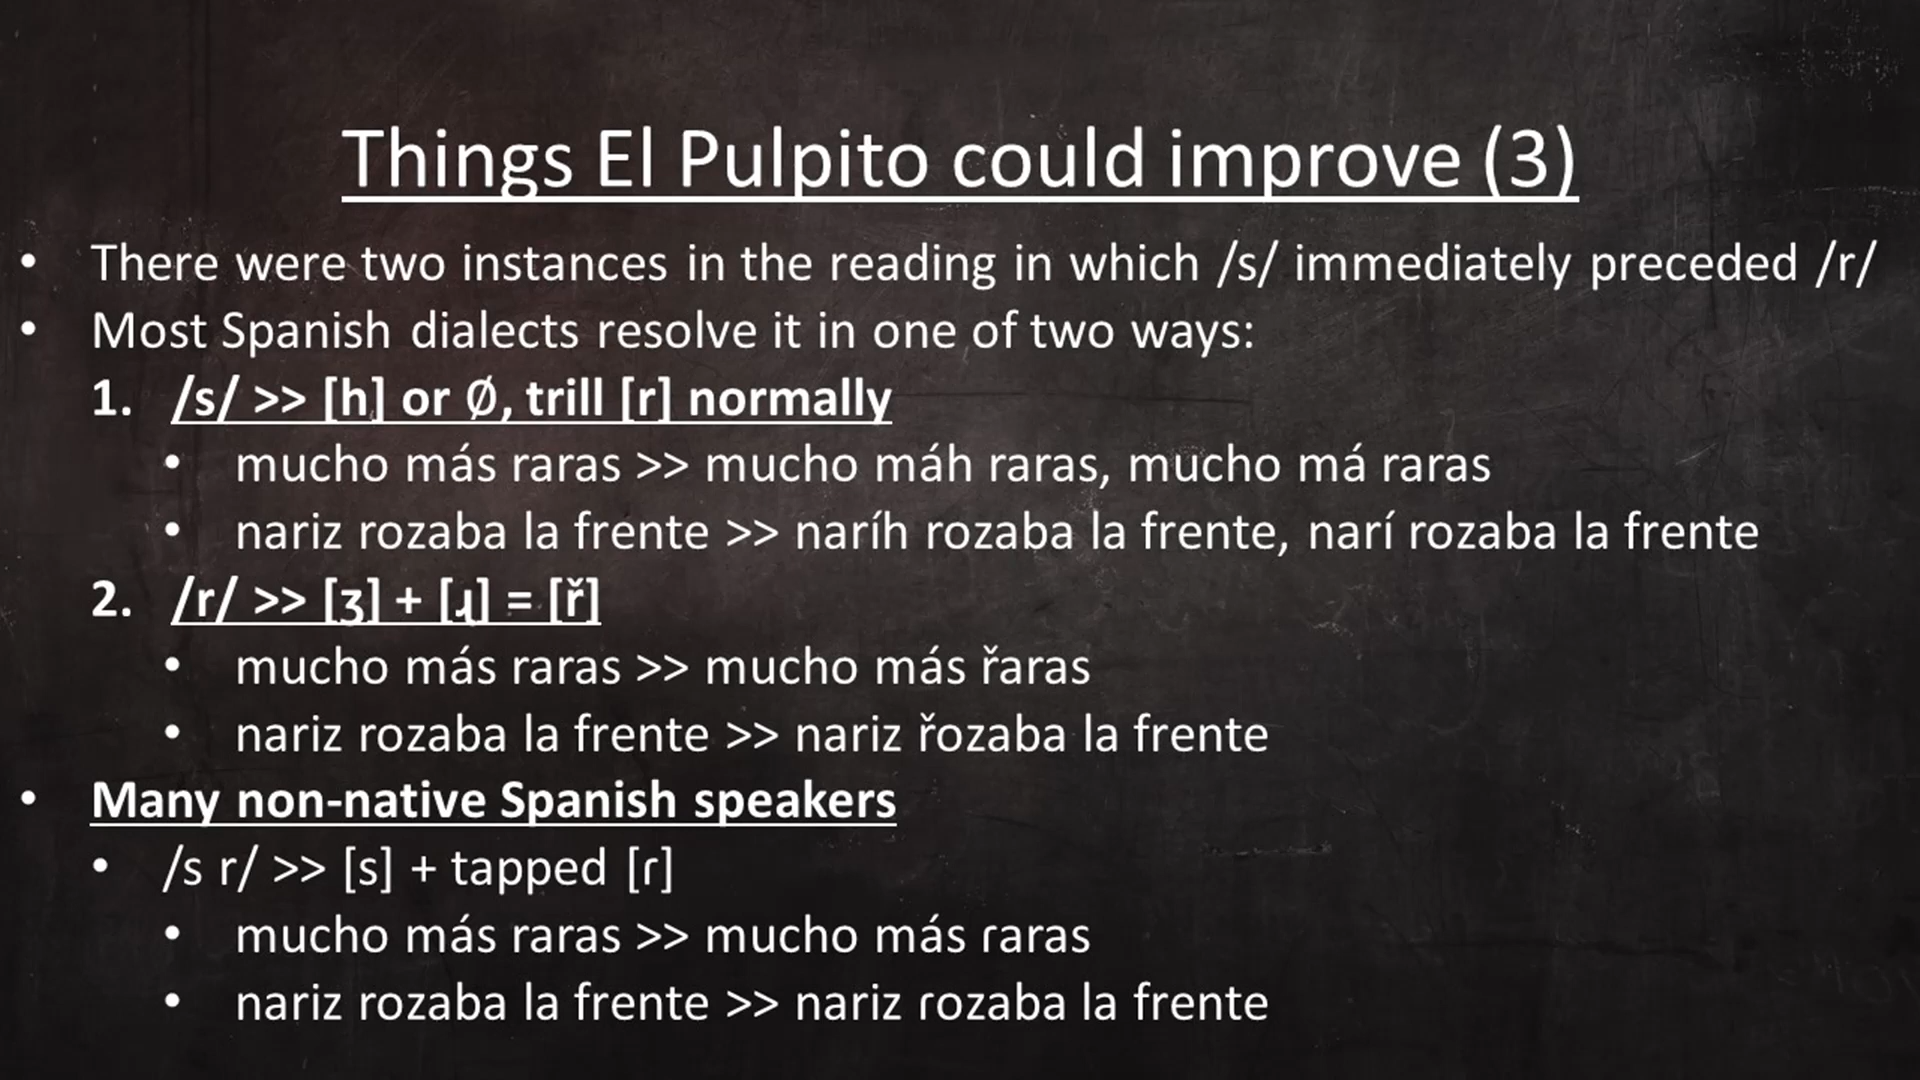 Things El Pulpito could improve (3)
• There were two instances in the reading in which /s/ immediately preceded /r/
• Most Spanish dialects resolve it in one of two ways:
1. /s/ >> [h] or Ø, trill [r] normally
• mucho más raras >> mucho máh raras, mucho má raras
• nariz rozaba la frente >> naríh rozaba la frente, narí rozaba la frente
2. /r/ >> [ʒ] + [ɻ] = [ř]
• mucho más raras >> mucho más řaras
• nariz rozaba la frente >> nariz řozaba la frente
• Many non-native Spanish speakers
• /s r/ >> [s] + tapped [ɾ]
• mucho más raras >> mucho más ɾaras
• nariz rozaba la frente >> nariz ɾozaba la frente